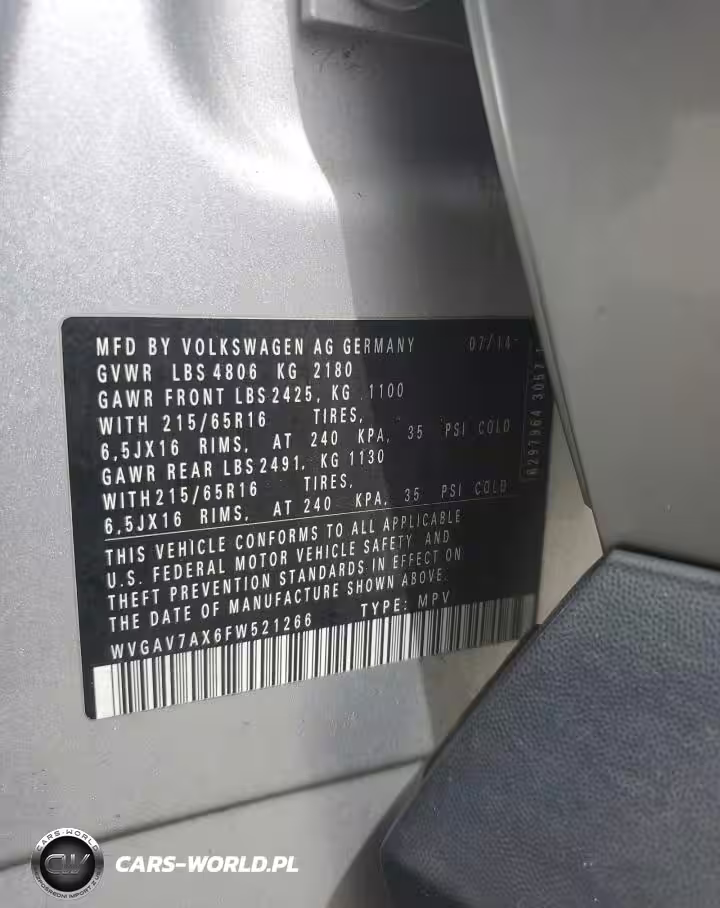 MFD BY VOLKSWAGEN AG GERMANY 07/14
GVWR LBS 4806 KG 2180
GAWR FRONT LBS 2425, KG 1100
WITH 215/65R16 TIRES,
6,5JX16 RIMS, AT 240 KPA, 35 PSI COLD
GAWR REAR LBS 2491, KG 1130
WITH 215/65R16 TIRES,
6,5JX16 RIMS, AT 240 KPA, 35 PSI COLD
THIS VEHICLE CONFORMS TO ALL APPLICABLE
U.S. FEDERAL MOTOR VEHICLE SAFETY AND
THEFT PREVENTION STANDARDS IN EFFECT ON
THE DATE OF MANUFACTURE SHOWN ABOVE.
WVGAV7AX6FW521266 TYPE: MPV
CARS-WORLD
CW
CARS-WORLD.PL